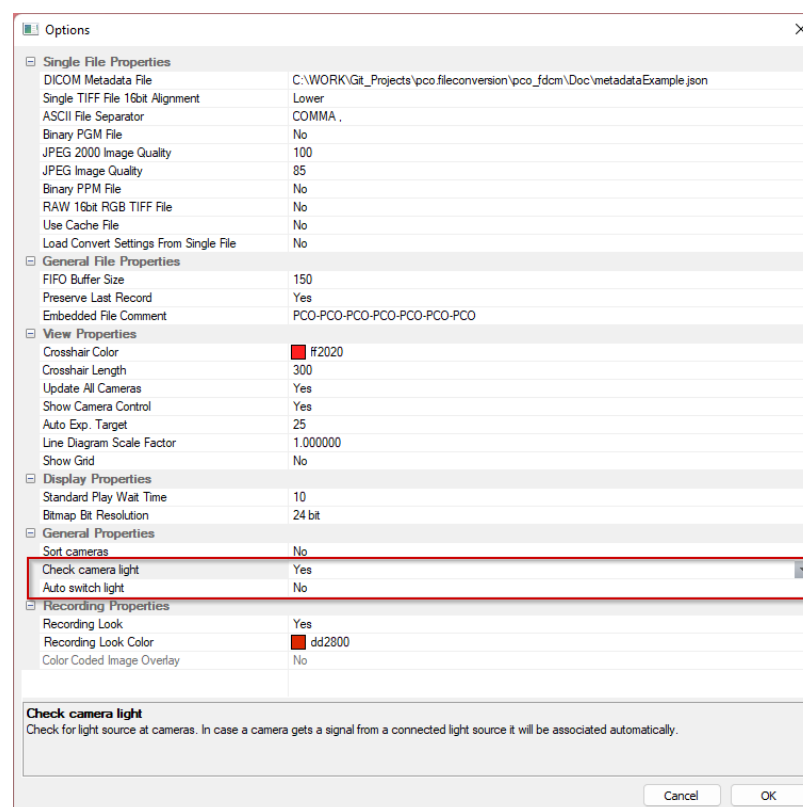 Options
Single File Properties
DICOM Metadata File C:\WORK\Git_Projects\pco.fileconversion\pco_fdcm\Doc\metadataExample.json
Single TIFF File 16bit Alignment Lower
ASCII File Separator COMMA ,
Binary PGM File No
JPEG 2000 Image Quality 100
JPEG Image Quality 85
Binary PPM File No
RAW 16bit RGB TIFF File No
Use Cache File No
Load Convert Settings From Single File No
General File Properties
FIFO Buffer Size 150
Preserve Last Record Yes
Embedded File Comment PCO-PCO-PCO-PCO-PCO-PCO-PCO
View Properties
Crosshair Color ff2020
Crosshair Length 300
Update All Cameras Yes
Show Camera Control Yes
Auto Exp. Target 25
Line Diagram Scale Factor 1.000000
Show Grid No
Display Properties
Standard Play Wait Time 10
Bitmap Bit Resolution 24 bit
General Properties
Sort cameras No
Check camera light Yes
Auto switch light No
Recording Properties
Recording Look Yes
Recording Look Color dd2800
Color Coded Image Overlay No
Check camera light
Check for light source at cameras. In case a camera gets a signal from a connected light source it will be associated automatically.
Cancel OK